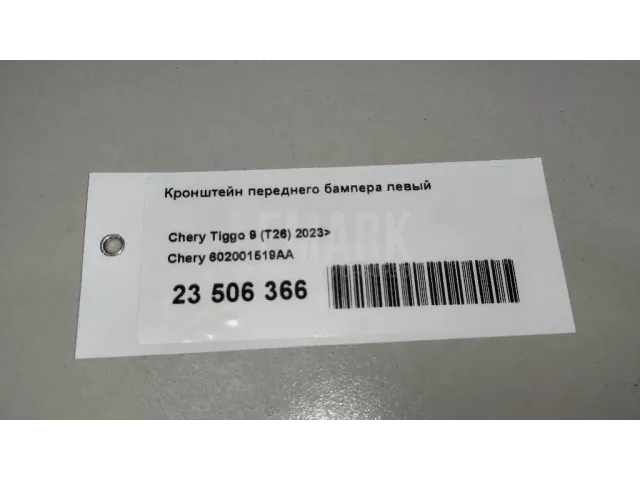 Кронштейн переднего бампера левый
Chery Tiggo 9 (T26) 2023>
Chery 602001519AA
23 506 366